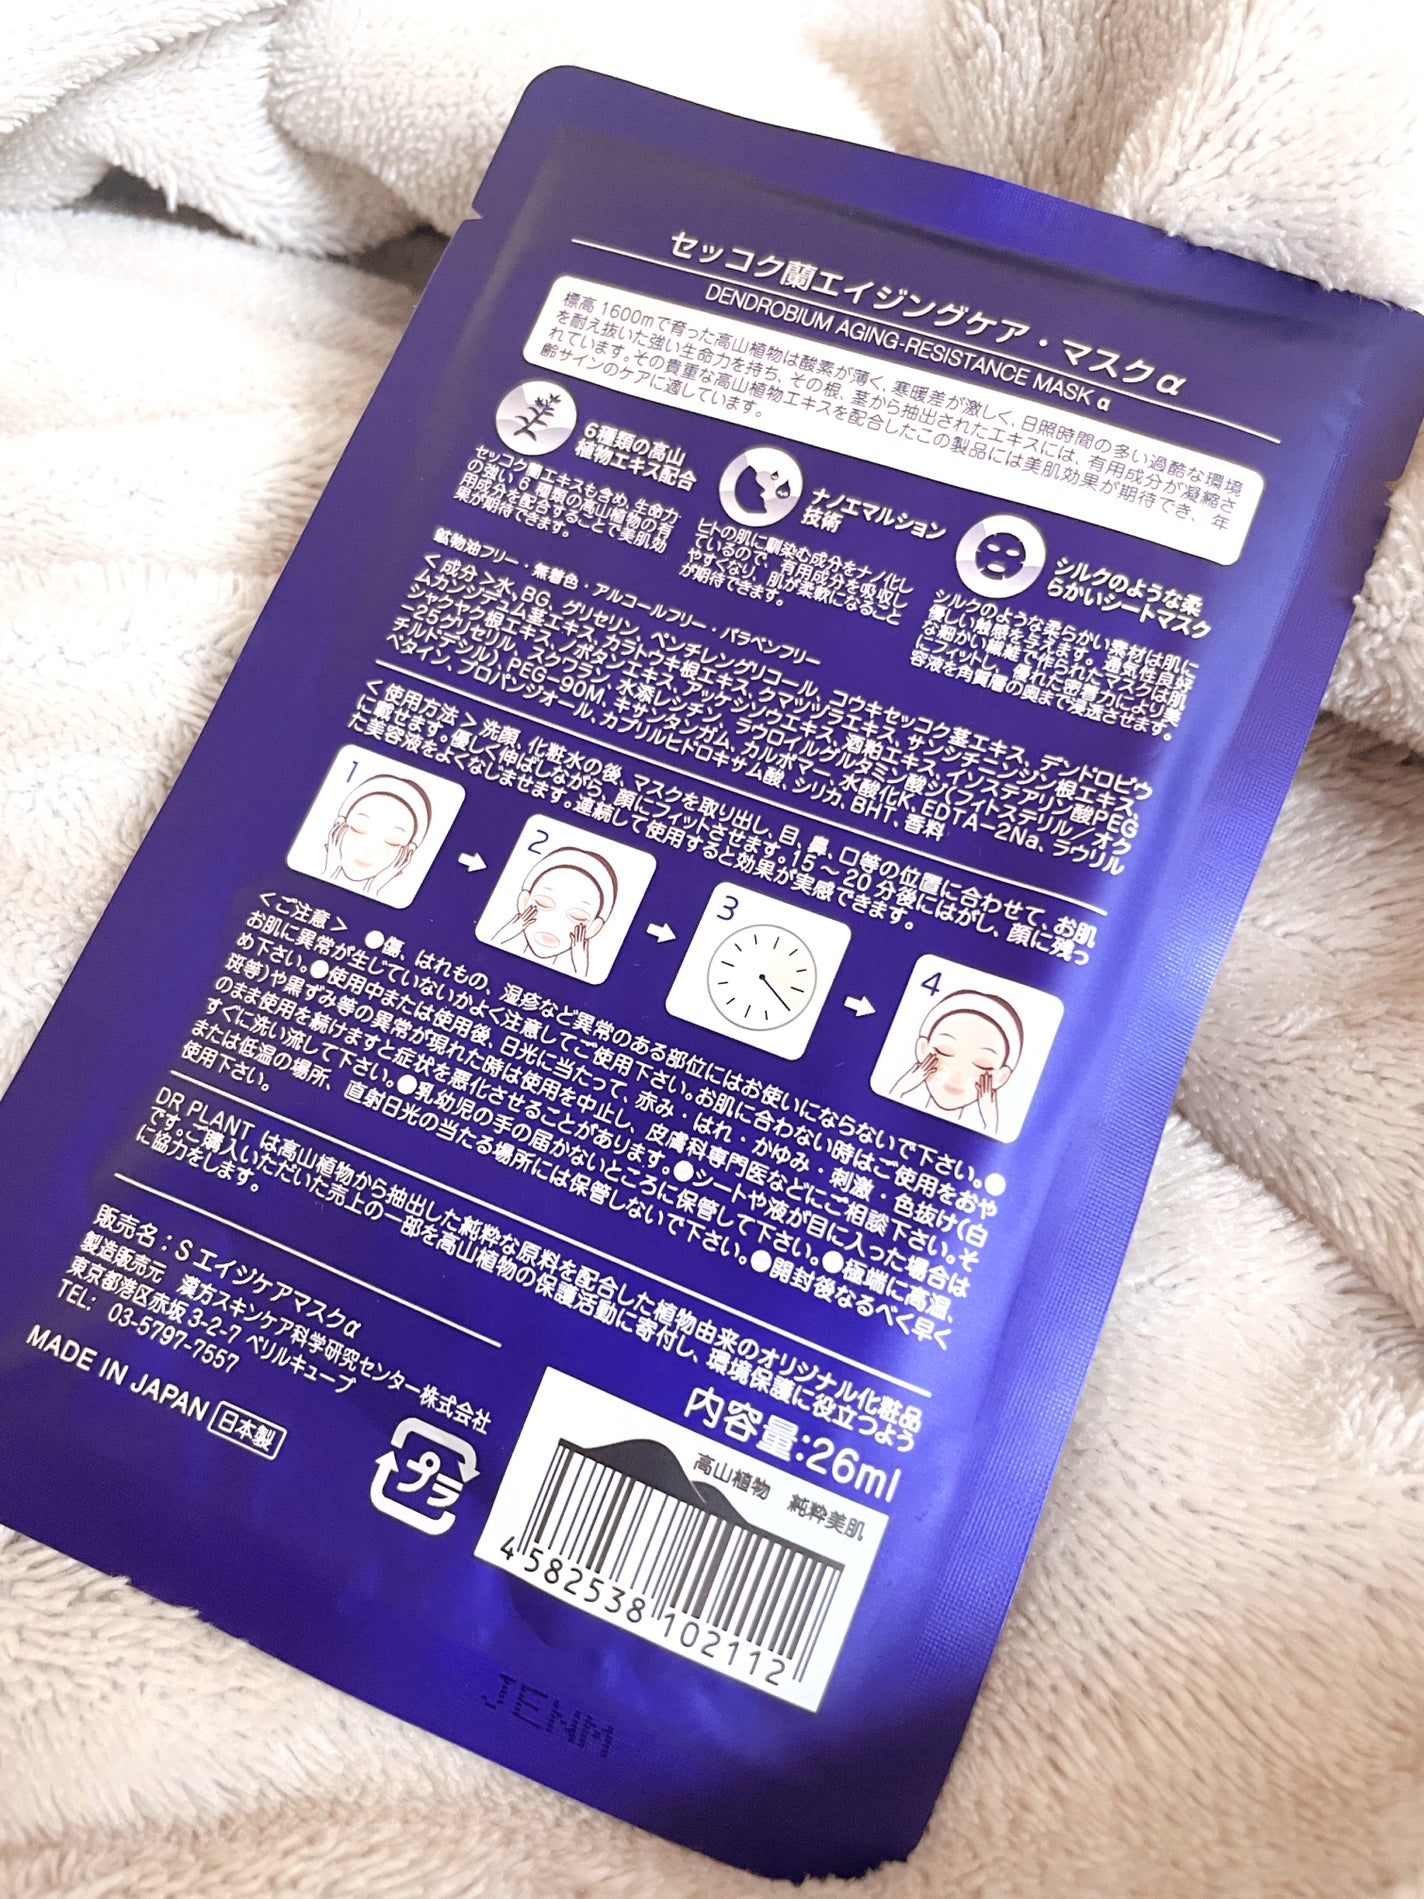 セッコク蘭エイジングケア・マスクα
DENDROBIUM AGING-RESISTANCE MASK α
標高1600mで育った高山植物は酸素が薄く、寒暖差が激しく、日照時間の多い過酷な環境
を耐え抜いた強い生命力を持ち、その根、茎から抽出されたエキスには、有用成分が凝縮さ
れています。その貴重な高山植物エキスを配合したこの製品には美肌効果が期待でき、年
齢サインのケアに適しています。
6種類の高山
植物エキス配合
セッコク蘭エキスも含め、生命力
の強い6種類の高山植物の有
用成分を配合することで美肌効
果が期待できます。
ナノエマルション
技術
ヒトの肌に馴染む成分をナノ化し
ているので、有用成分を吸収し
やすくなり、肌が柔軟になること
が期待できます。
シルクのような柔
らかいシートマスク
シルクのような柔らかい素材は肌に
優しい触感を与えます。通気性良好
な細かい繊維で作られたマスクは肌
にフィットし、優れた密着力により美
容液を角質層の奥まで浸透させます。
鉱物油フリー・無着色・アルコールフリー・パラベンフリー
<成分>水、BG、グリセリン、ペンチレングリコール、コウキセッコク茎エキス、デンドロビウ
ムカンジチニウム茎エキス、カラトウキ根エキス、クマツヅラエキス、サンシチニンジン根エキス、
シャクヤク根エキス、ノボタンエキス、アッケシソウエキス、酒粕エキス、イソステアリン酸PEG
-25グリセリル、スクワラン、水添レシチン、ラウロイルグルタミン酸ジ(フィトステリル/オク
チルドデシル)、PEG-90M、キサンタンガム、カルボマー、水酸化K、EDTA-2Na、ラウリル
ベタイン、プロパンジオール、カプリルヒドロキサム酸、シリカ、BHT、香料
<使用方法>洗顔、化粧水の後、マスクを取り出し、目、鼻、口等の位置に合わせて、お肌
に載せます。優しく伸ばしながら、顔にフィットさせます。15～20分後にはがし、顔に残っ
た美容液をよくなじませます。連続して使用すると効果が実感できます。
1
2
3
4
<ご注意> ●傷、はれもの、湿疹など異常のある部位にはお使いにならないで下さい。●
お肌に異常が生じていないかよく注意してご使用下さい。お肌に合わない時はご使用をおや
め下さい。●使用中または使用後、日光に当たって、赤み・はれ・かゆみ・刺激・色抜け(白
斑等)や黒ずみ等の異常が現れた時は使用を中止し、皮膚科専門医などにご相談下さい。そ
のまま使用を続けますと症状を悪化させることがあります。●シートや液が目に入った場合は
すぐに洗い流して下さい。●乳幼児の手の届かないところに保管して下さい。●極端に高温、
または低温の場所、直射日光の当たる場所には保管しないで下さい。●開封後なるべく早く
使用下さい。
DR PLANT は高山植物から抽出した純粋な原料を配合した植物由来のオリジナル化粧品
です。ご購入いただいた売上の一部を高山植物の保護活動に寄付し、環境保護に役立つよう
に協力をします。
販売名：S エイジケアマスクα
製造販売元 漢方スキンケア科学研究センター株式会社
東京都港区赤坂3-2-7 ベリルキューブ
TEL: 03-5797-7557
MADE IN JAPAN 日本製
プラ
内容量:26ml
高山植物 純粋美肌
4582538102112